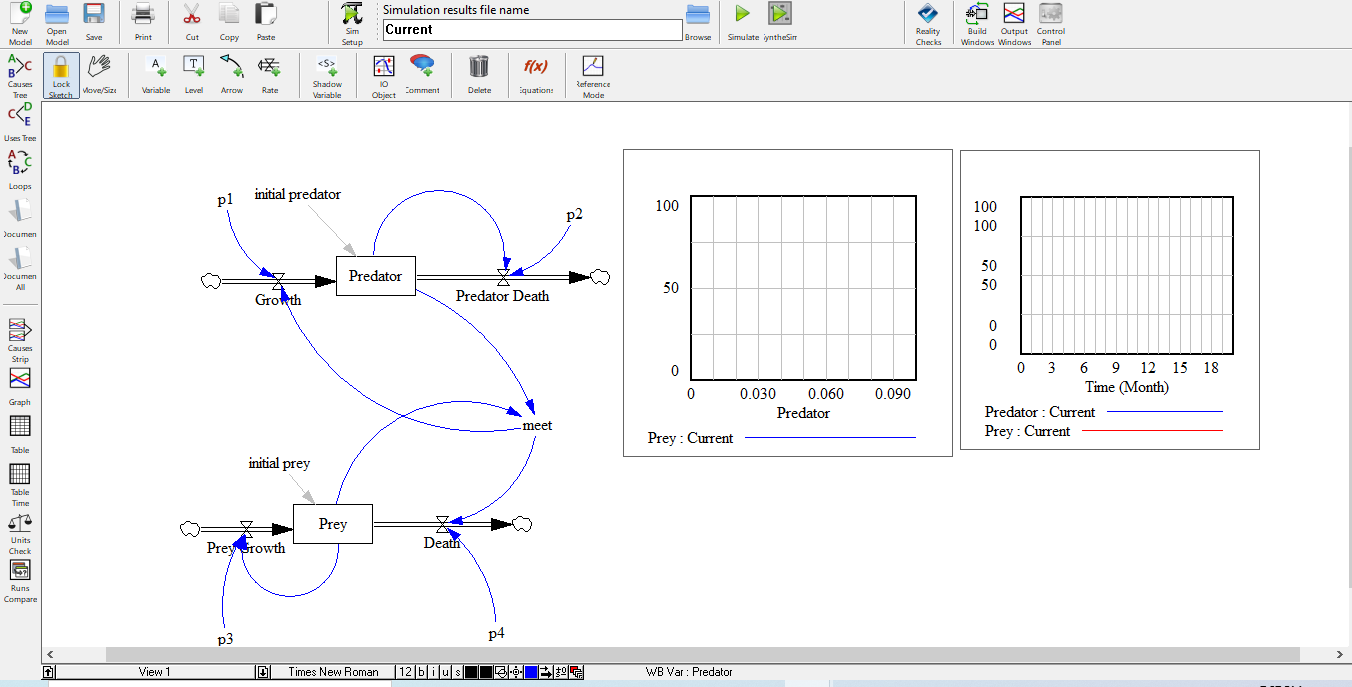 Simulation results file name
Current
New Model
Open Model
Save
Print
Cut
Copy
Paste
Sim Setup
Browse
Simulate
SyntheSim
Reality Checks
Build Windows
Output Windows
Control Panel
Causes Tree
Lock Sketch
Move/Size
Variable
Level
Arrow
Rate
Shadow Variable
IO Object
Comment
Delete
Equations
Reference Mode
Uses Tree
Loops
Documen
Documen All
Causes Strip
Graph
Table
Table Time
Units Check
Runs Compare
p1
initial predator
p2
Predator
Growth
Predator Death
meet
initial prey
Prey
Prey Growth
Death
p3
p4
100
50
0
0 0.030 0.060 0.090
Predator
Prey : Current
100
100
50
50
0
0
0 3 6 9 12 15 18
Time (Month)
Predator : Current
Prey : Current
View 1
Times New Roman
12 b i u s
WB Var : Predator